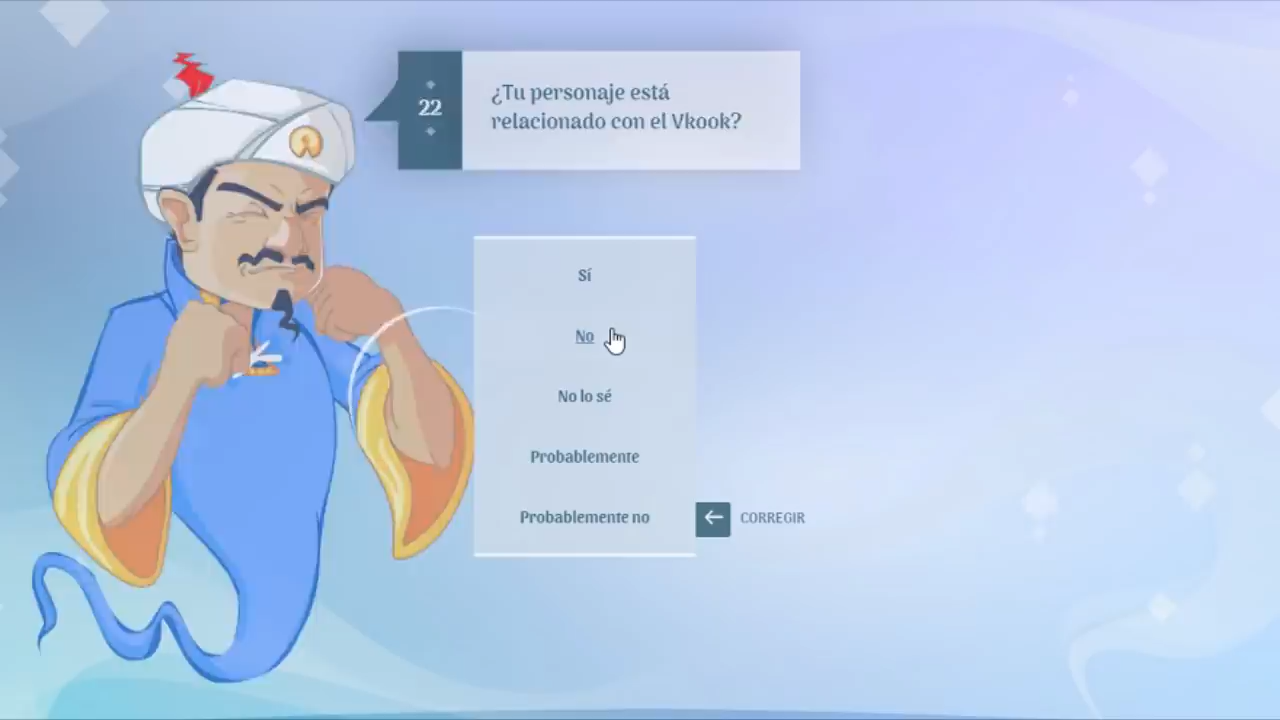 22
¿Tu personaje está
relacionado con el Vkook?
Sí
No
No lo sé
Probablemente
Probablemente no
CORREGIR